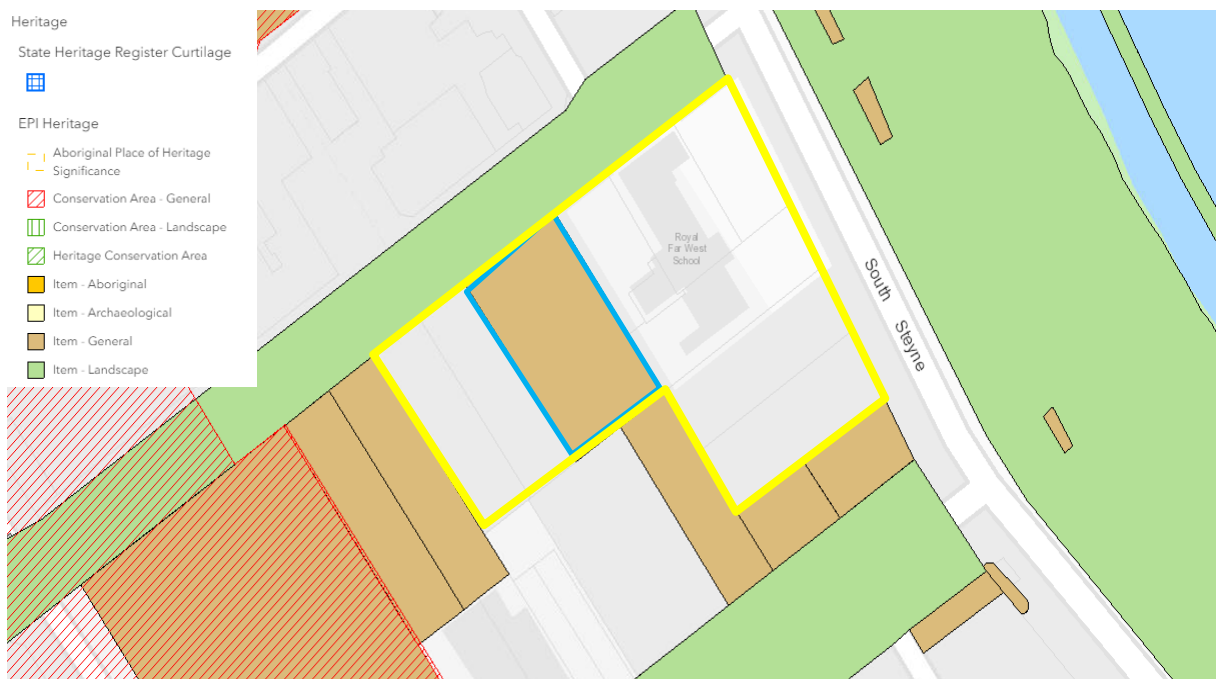 Heritage
State Heritage Register Curtilage
EPI Heritage
Aboriginal Place of Heritage
Significance
Conservation Area - General
Conservation Area - Landscape
Heritage Conservation Area
Item - Aboriginal
Item - Archaeological
Item - General
Item - Landscape
Royal
Far West
School
South Steyne